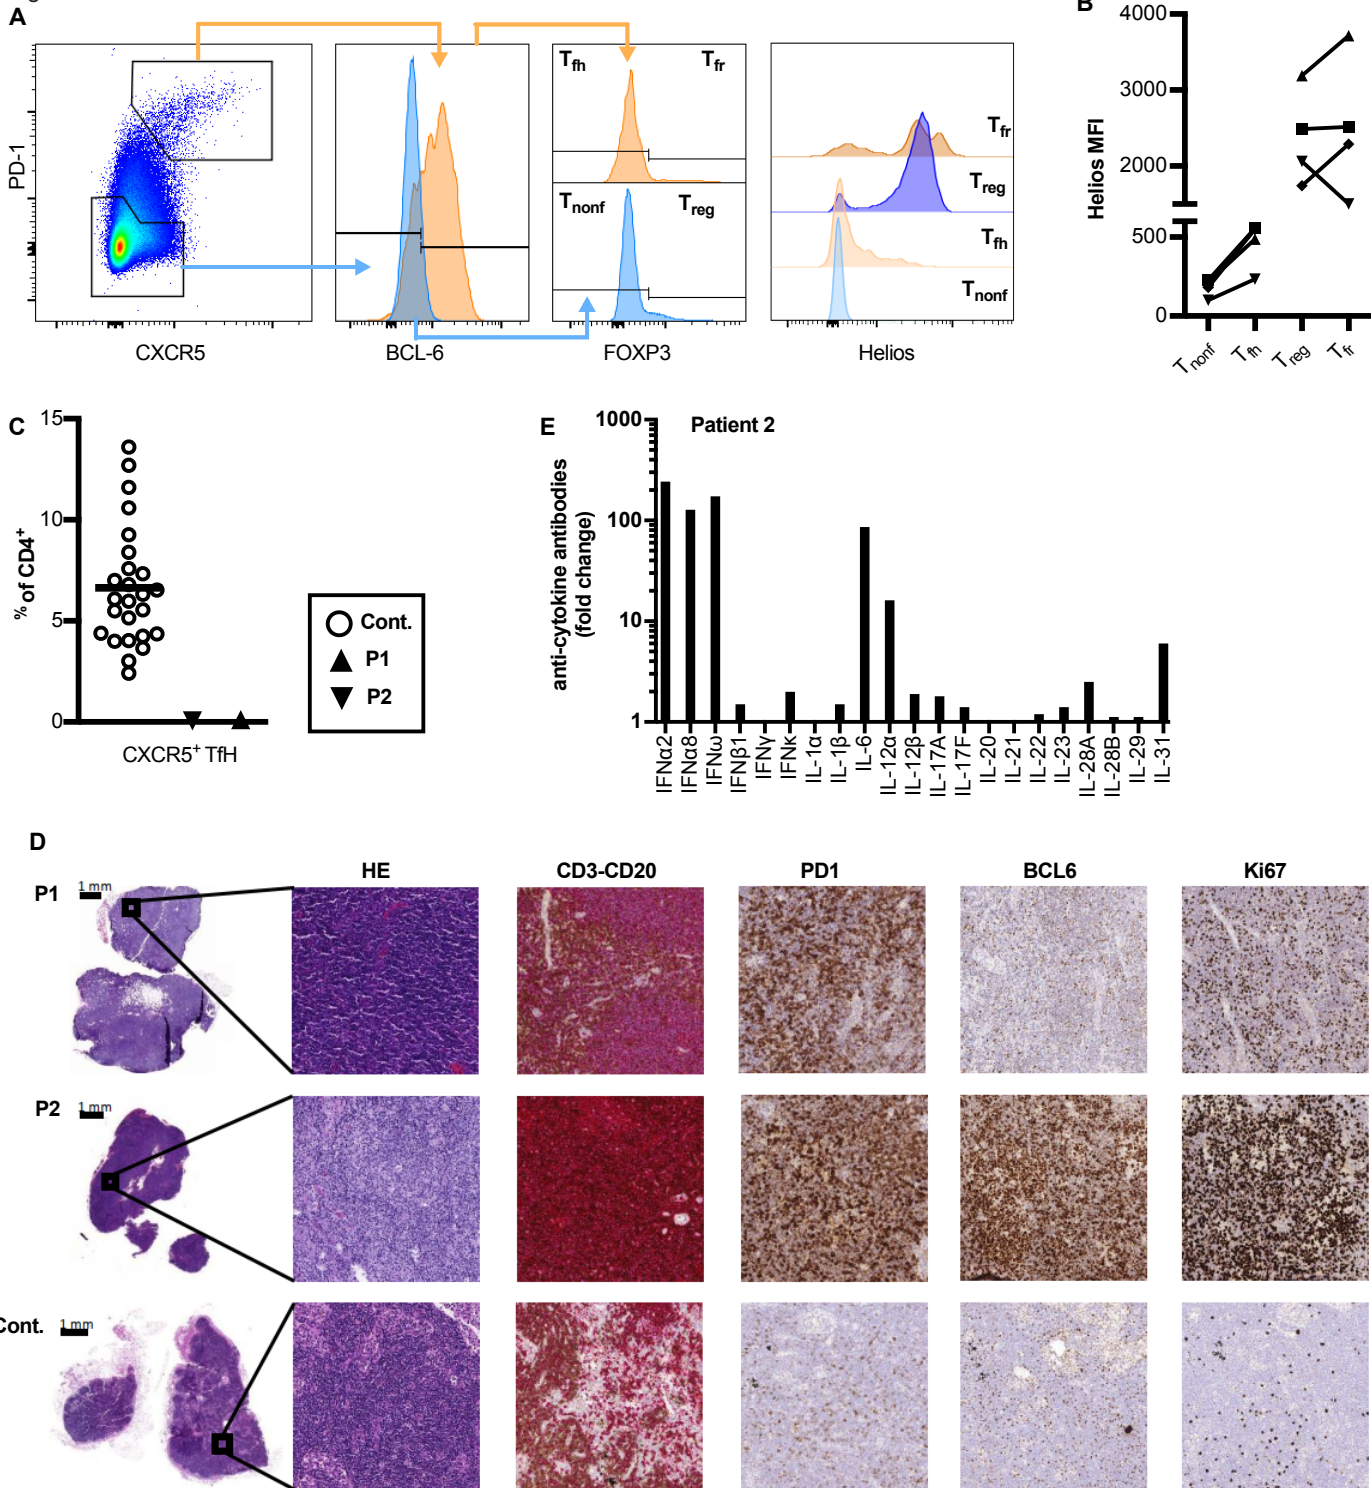 A
B
PD-1
CXCR5
BCL-6
Tfh
Tfr
Tnonf
Treg
FOXP3
Tfr
Treg
Tfh
Tnonf
Helios
Helios MFI
4000
3000
2000
500
0
Tnonf
Tfh
Treg
Tfr
C
% of CD4+
15
10
5
0
CXCR5+ TfH
Cont.
P1
P2
E
Patient 2
anti-cytokine antibodies
(fold change)
1000
100
10
1
IFNα2
IFNα8
IFNω
IFNβ1
IFNγ
IFNκ
IL-1α
IL-1β
IL-6
IL-12α
IL-12β
IL-17A
IL-17F
IL-20
IL-21
IL-22
IL-23
IL-28A
IL-28B
IL-29
IL-31
D
HE
CD3-CD20
PD1
BCL6
Ki67
P1
1 mm
P2
1 mm
Cont.
1 mm